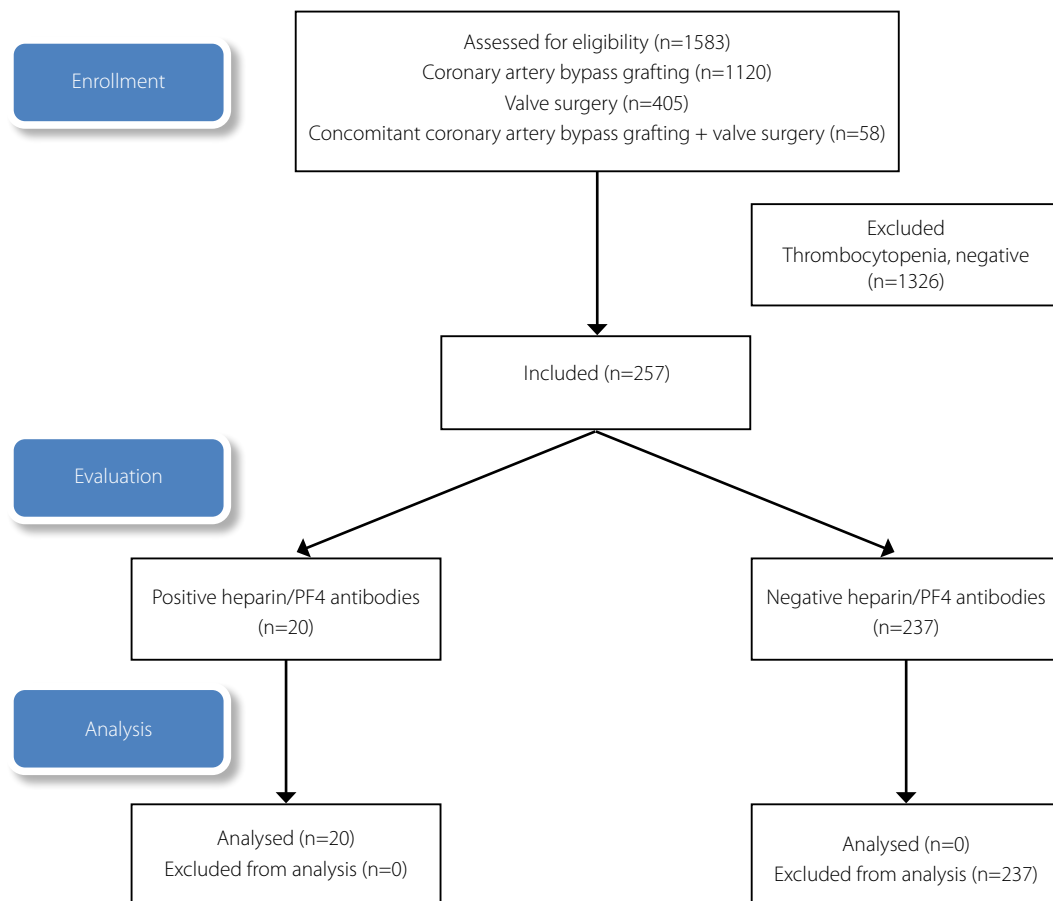 Enrollment
Assessed for eligibility (n=1583)
Coronary artery bypass grafting (n=1120)
Valve surgery (n=405)
Concomitant coronary artery bypass grafting + valve surgery (n=58)
Excluded
Thrombocytopenia, negative
(n=1326)
Included (n=257)
Evaluation
Positive heparin/PF4 antibodies
(n=20)
Negative heparin/PF4 antibodies
(n=237)
Analysis
Analysed (n=20)
Excluded from analysis (n=0)
Analysed (n=0)
Excluded from analysis (n=237)